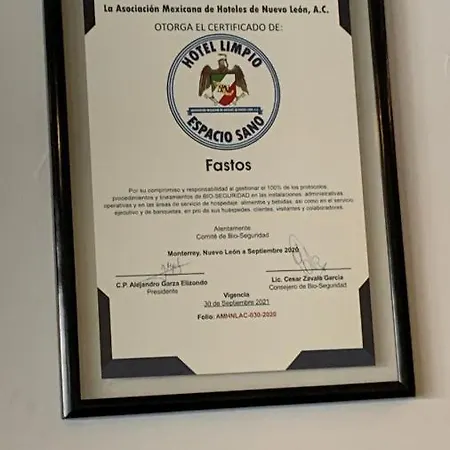 La Asociación Mexicana de Hoteles de Nuevo León, A.C.
OTORGA EL CERTIFICADO DE:
HOTEL LIMPIO
ESPACIO SANO
Fastos
Por su compromiso y responsabilidad al gestionar el 100% de los protocolos,
procedimientos y tratamientos de BIO-SEGURIDAD en las instalaciones: administrativas
operativas y en las áreas de servicio de hospedaje, alimentos y bebidas, así como en el servicio
ejecutivo y de banquetes, en pro de sus huéspedes, clientes, visitantes y colaboradores.
Atentamente
Comité de Bio-Seguridad
Monterrey, Nuevo León a Septiembre 2020
C.P. Alejandro Garza Elizondo
Presidente
Lic. Cesar Zavala García
Consejero de Bio-Seguridad
Vigencia
30 de Septiembre 2021
Folio: AMHNLAC-030-2020